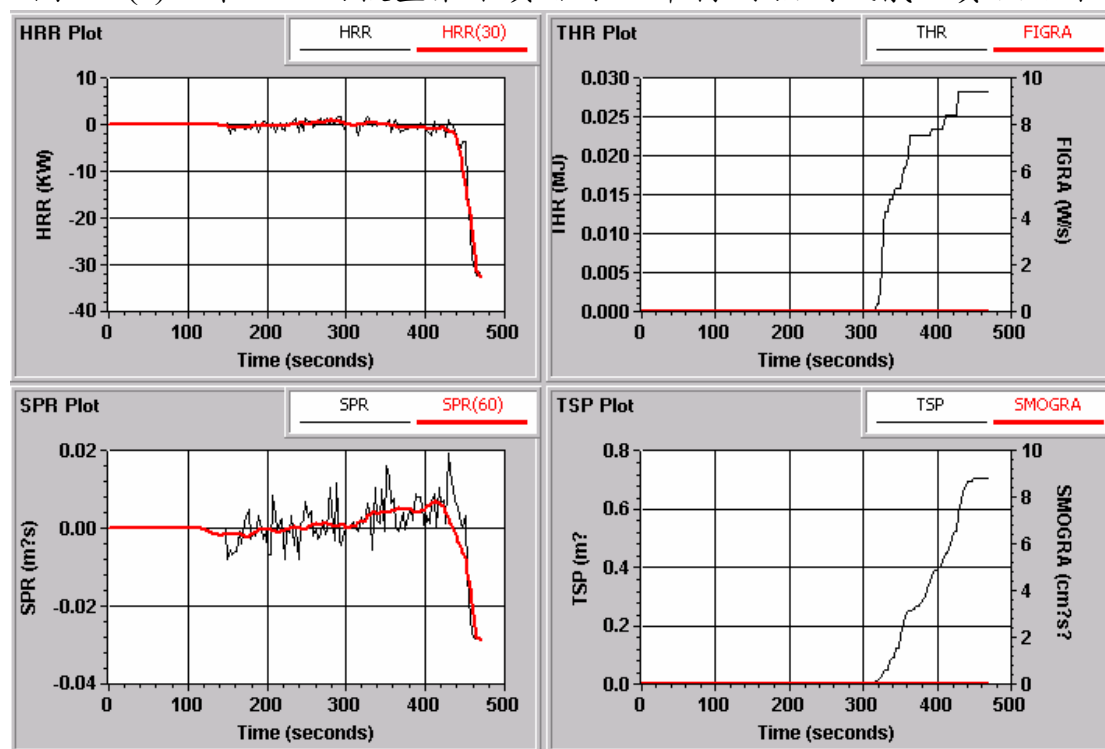 HRR Plot
HRR HRR(30)
10
0
-10
-20
-30
-40
HRR (KW)
0 100 200 300 400 500
Time (seconds)
THR Plot
THR FIGRA
0.030
0.025
0.020
0.015
0.010
0.005
0.000
THR (MJ)
10
8
6
4
2
0
FIGRA (W/s)
0 100 200 300 400 500
Time (seconds)
SPR Plot
SPR SPR(60)
0.02
0.00
-0.02
-0.04
SPR (m?s)
0 100 200 300 400 500
Time (seconds)
TSP Plot
TSP SMOGRA
0.8
0.6
0.4
0.2
0.0
TSP (m?
10
8
6
4
2
0
SMOGRA (cm?s?
0 100 200 300 400 500
Time (seconds)